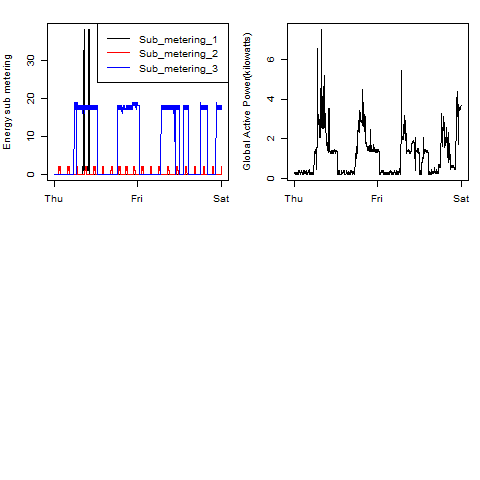 Energy sub metering
30
20
10
0
Sub_metering_1
Sub_metering_2
Sub_metering_3
Thu
Fri
Sat
Global Active Power(kilowatts)
6
4
2
0
Thu
Fri
Sat